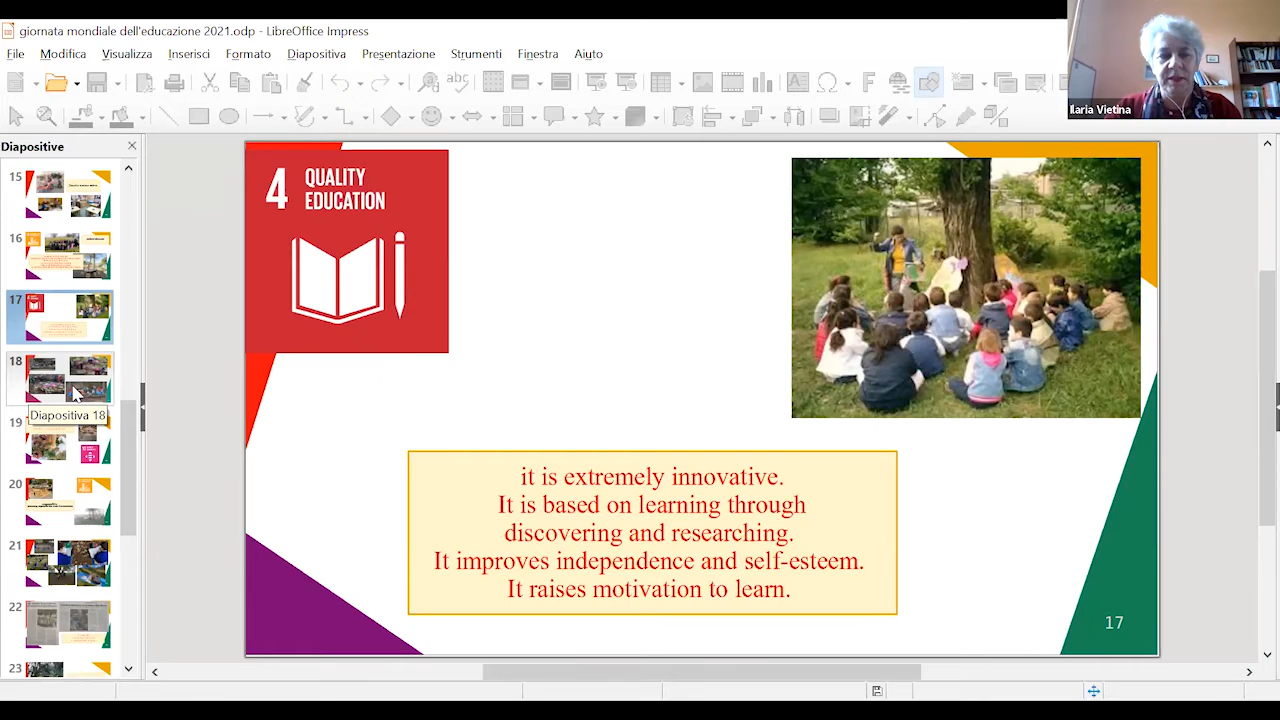 giornata mondiale dell'educazione 2021.odp - LibreOffice Impress
File Modifica Visualizza Inserisci Formato Diapositiva Presentazione Strumenti Finestra Aiuto
Ilaria Vietina
Diapositive
15
16
17
18
Diapositiva 18
19
20
21
22
23
4 QUALITY
EDUCATION
it is extremely innovative.
It is based on learning through
discovering and researching.
It improves independence and self-esteem.
It raises motivation to learn.
17